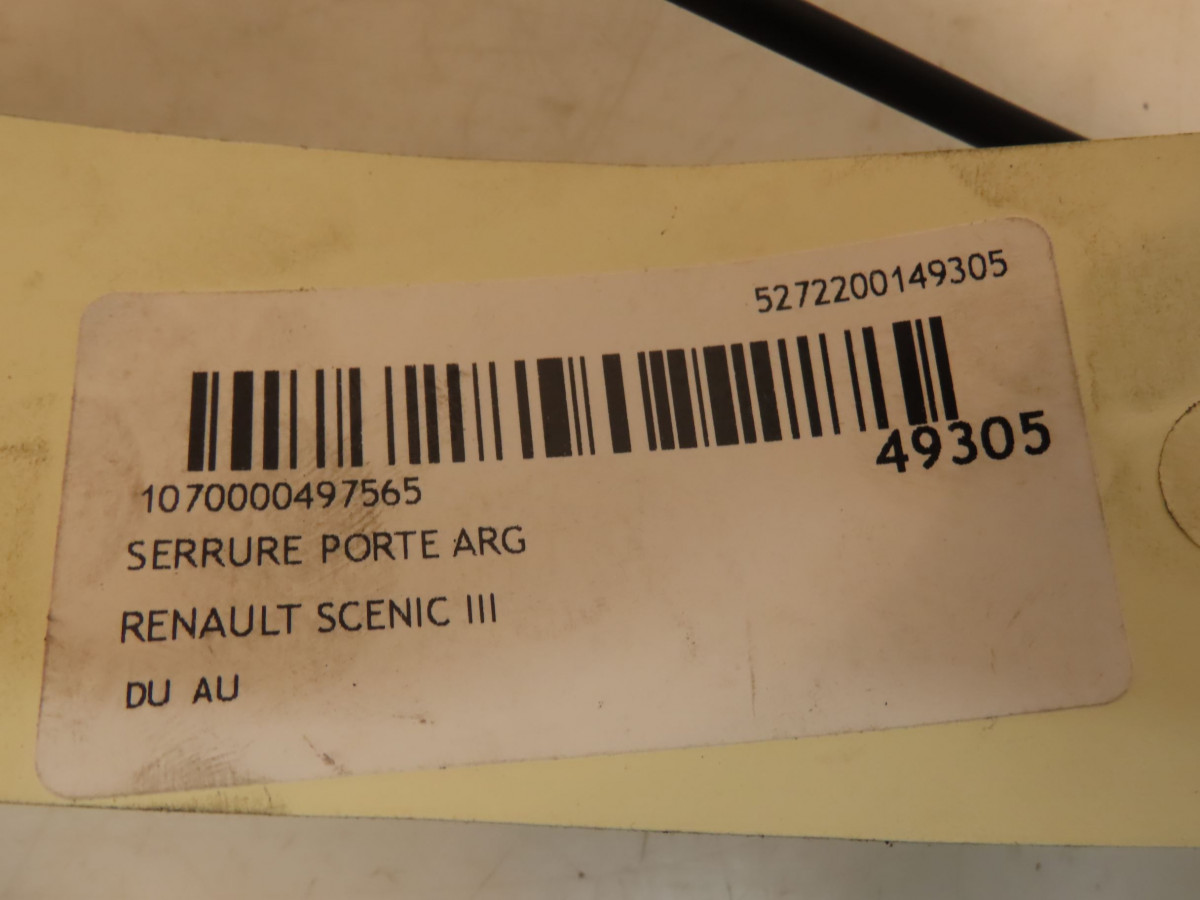 5272200149305
49305
1070000497565
SERRURE PORTE ARG
RENAULT SCENIC III
DU AU